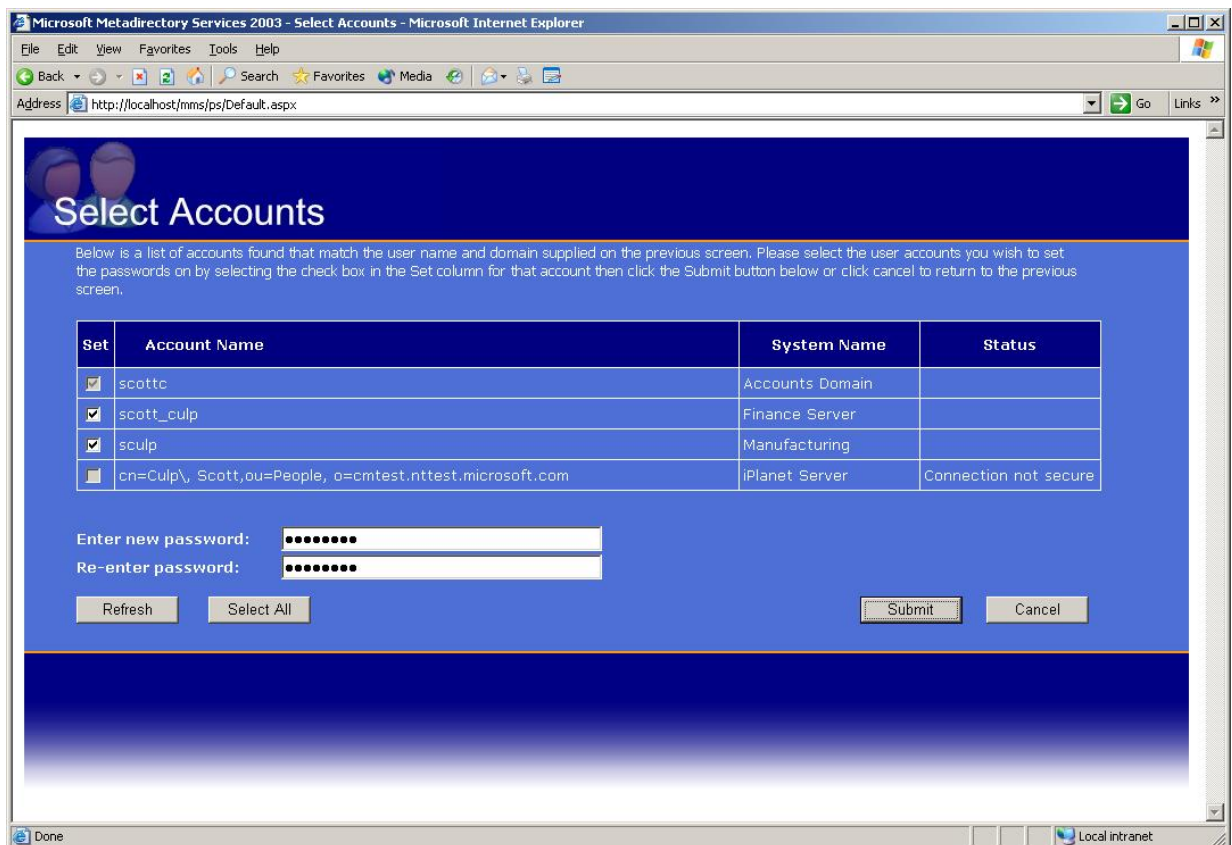 Microsoft Metadirectory Services 2003 - Select Accounts - Microsoft Internet Explorer
File Edit View Favorites Tools Help
Back Search Favorites Media
Address http://localhost/mms/ps/Default.aspx Go Links »
Select Accounts
Below is a list of accounts found that match the user name and domain supplied on the previous screen. Please select the user accounts you wish to set
the passwords on by selecting the check box in the Set column for that account then click the Submit button below or click cancel to return to the previous
screen.
Set Account Name System Name Status
scottc Accounts Domain
scott_culp Finance Server
sculp Manufacturing
cn=Culp\, Scott,ou=People, o=cmtest.nttest.microsoft.com iPlanet Server Connection not secure
Enter new password: ••••••••
Re-enter password: ••••••••
Refresh Select All Submit Cancel
Done Local intranet